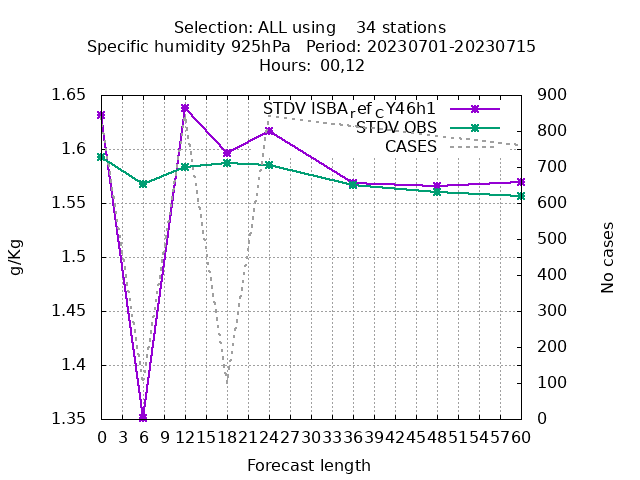 Selection: ALL using    34 stations
Specific humidity 925hPa   Period: 20230701-20230715
Hours:  00,12
STDV ISBA_ref_CY46h1
STDV OBS
CASES
g/Kg
1.65
1.6
1.55
1.5
1.45
1.4
1.35
900
800
700
600
500
400
300
200
100
0
No cases
0 3 6 9 12 15 18 21 24 27 30 33 36 39 42 45 48 51 54 57 60
Forecast length